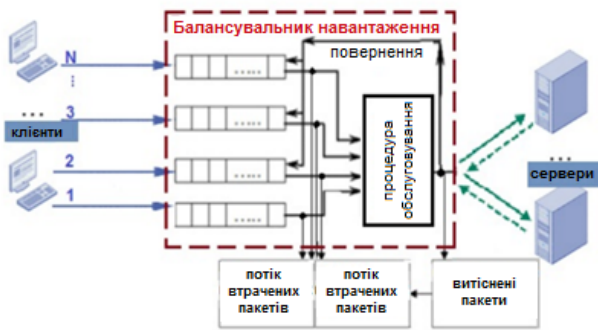 Балансувальник навантаження
повернення
N
...
3
2
1
...
клієнти
.....
.....
.....
.....
процедура
обслуговування
...
сервери
потік
втрачених
пакетів
потік
втрачених
пакетів
витіснені
пакети